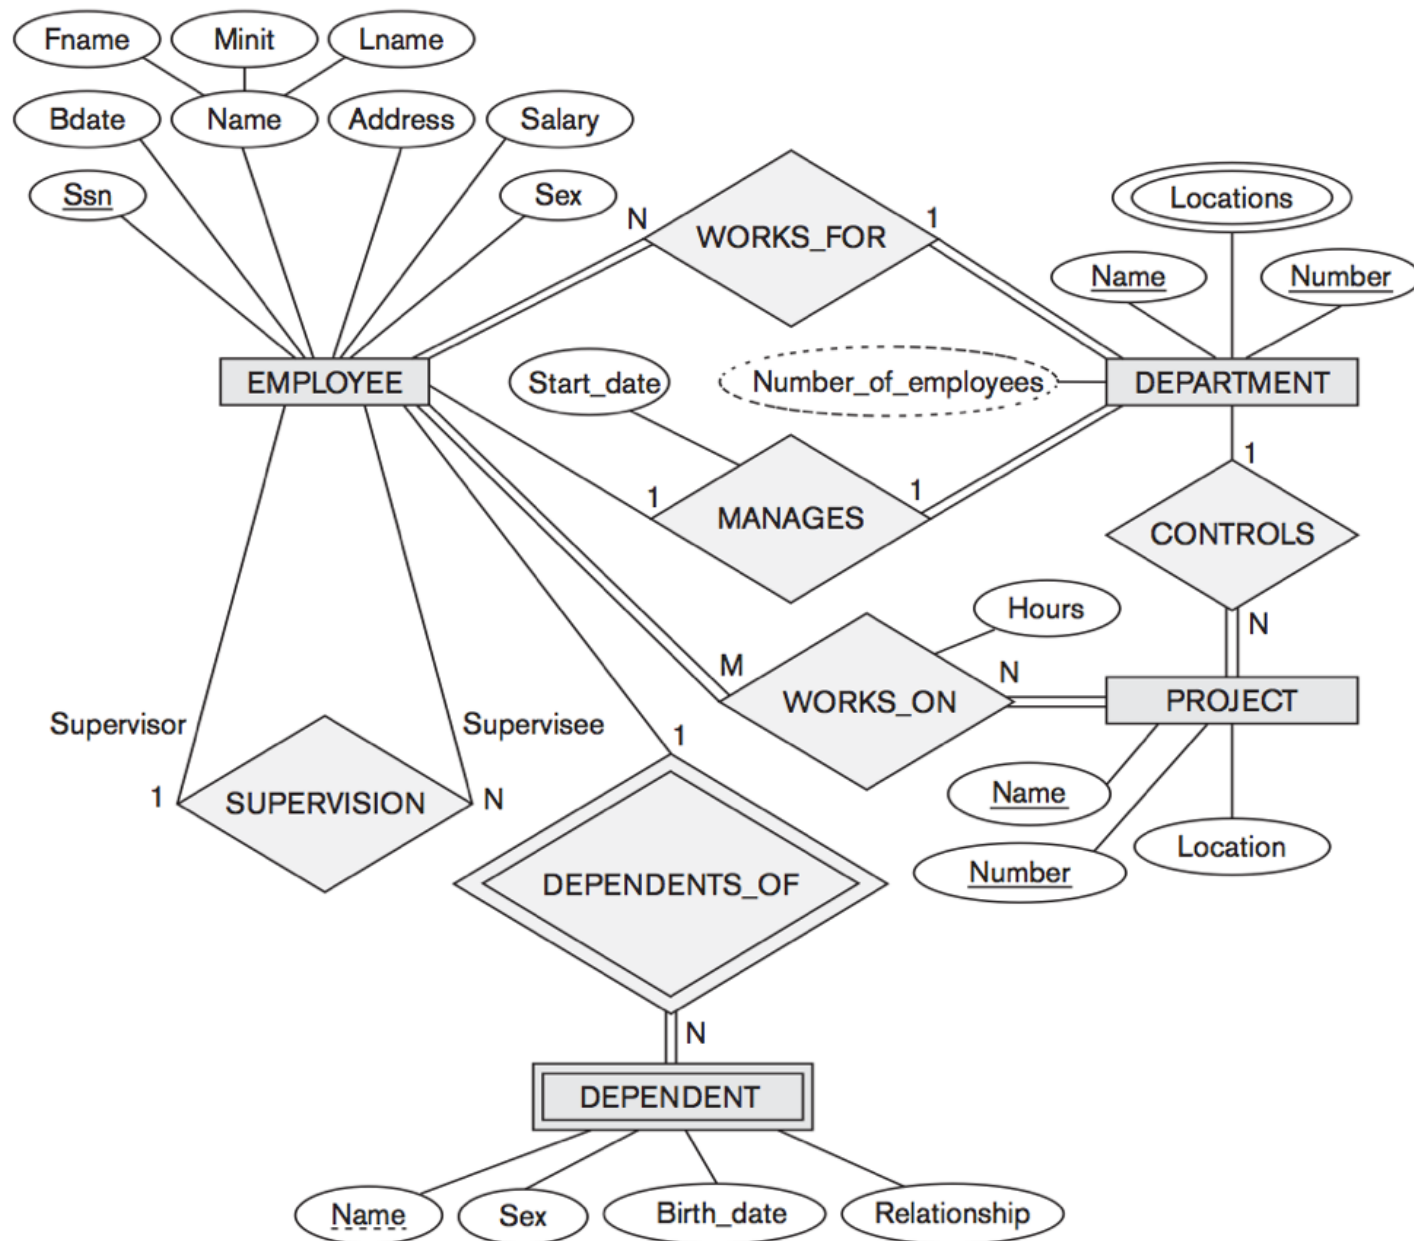 Fname
Minit
Lname
Bdate
Name
Address
Salary
Ssn
Sex
N
WORKS_FOR
1
Locations
Name
Number
EMPLOYEE
Start_date
Number_of_employees
DEPARTMENT
1
MANAGES
1
1
CONTROLS
N
Hours
M
WORKS_ON
N
PROJECT
Supervisor
Supervisee
1
SUPERVISION
N
1
Name
Number
Location
DEPENDENTS_OF
N
DEPENDENT
Name
Sex
Birth_date
Relationship